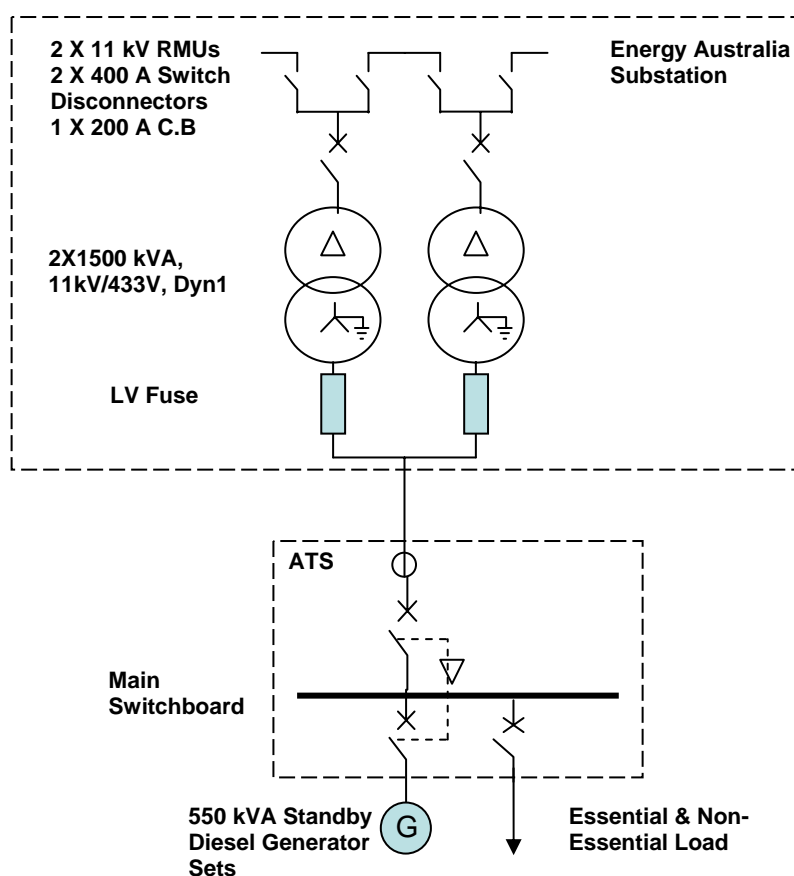 2 X 11 kV RMUs
2 X 400 A Switch
Disconnectors
1 X 200 A C.B
Energy Australia
Substation
2X1500 kVA,
11kV/433V, Dyn1
LV Fuse
ATS
Main
Switchboard
550 kVA Standby
Diesel Generator
Sets
G
Essential & Non-
Essential Load